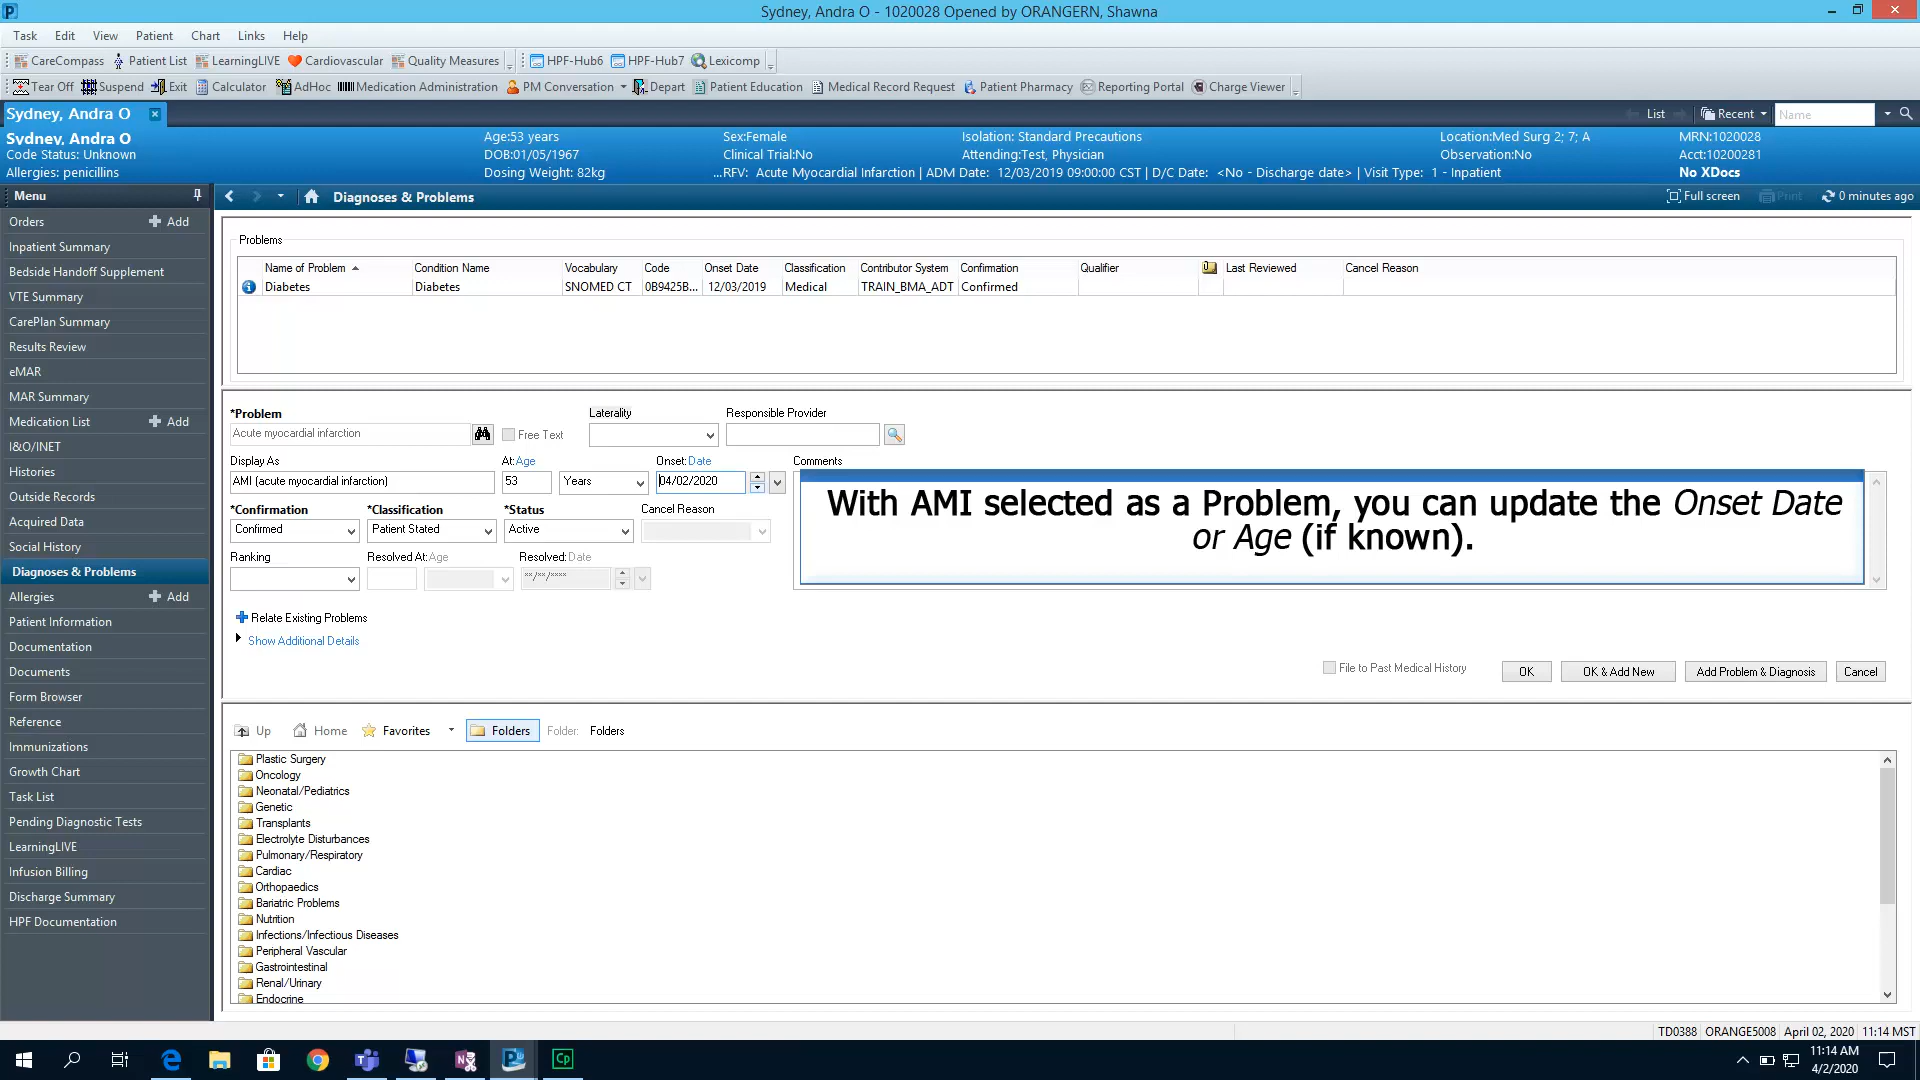 Sydney, Andra O - 1020028 Opened by ORANGERN, Shawna
Task Edit View Patient Chart Links Help
CareCompass Patient List LearningLIVE Cardiovascular Quality Measures HPF-Hub6 HPF-Hub7 Lexicomp
Tear Off Suspend Exit Calculator AdHoc Medication Administration PM Conversation Depart Patient Education Medical Record Request Patient Pharmacy Reporting Portal Charge Viewer
Sydney, Andra O List Recent Name
Sydney, Andra O Age:53 years Sex:Female Isolation: Standard Precautions Location:Med Surg 2; 7; A MRN:1020028
Code Status: Unknown DOB:01/05/1967 Clinical Trial:No Attending:Test, Physician Observation:No Acct:10200281
Allergies: penicillins Dosing Weight: 82kg ...RFV: Acute Myocardial Infarction | ADM Date: 12/03/2019 09:00:00 CST | D/C Date: <No - Discharge date> | Visit Type: 1 - Inpatient No XDocs
Menu Diagnoses & Problems Full screen Print 0 minutes ago
Orders Add
Inpatient Summary
Bedside Handoff Supplement
VTE Summary
CarePlan Summary
Results Review
eMAR
MAR Summary
Medication List Add
I&O/INET
Histories
Outside Records
Acquired Data
Social History
Diagnoses & Problems
Allergies Add
Patient Information
Documentation
Documents
Form Browser
Reference
Immunizations
Growth Chart
Task List
Pending Diagnostic Tests
LearningLIVE
Infusion Billing
Discharge Summary
HPF Documentation
Problems
Name of Problem Condition Name Vocabulary Code Onset Date Classification Contributor System Confirmation Qualifier Last Reviewed Cancel Reason
Diabetes Diabetes SNOMED CT 0B9425B... 12/03/2019 Medical TRAIN_BMA_ADT Confirmed
*Problem Laterality Responsible Provider
Acute myocardial infarction Free Text
Display As At:Age Onset:Date Comments
AMI (acute myocardial infarction) 53 Years 04/02/2020
With AMI selected as a Problem, you can update the Onset Date
or Age (if known).
*Confirmation *Classification *Status Cancel Reason
Confirmed Patient Stated Active
Ranking Resolved At:Age Resolved:Date
**/**/****
Relate Existing Problems
Show Additional Details
File to Past Medical History OK OK & Add New Add Problem & Diagnosis Cancel
Up Home Favorites Folders Folder: Folders
Plastic Surgery
Oncology
Neonatal/Pediatrics
Genetic
Transplants
Electrolyte Disturbances
Pulmonary/Respiratory
Cardiac
Orthopaedics
Bariatric Problems
Nutrition
Infections/Infectious Diseases
Peripheral Vascular
Gastrointestinal
Renal/Urinary
Endocrine
TD0388 ORANGE5008 April 02, 2020 11:14 MST
11:14 AM
4/2/2020